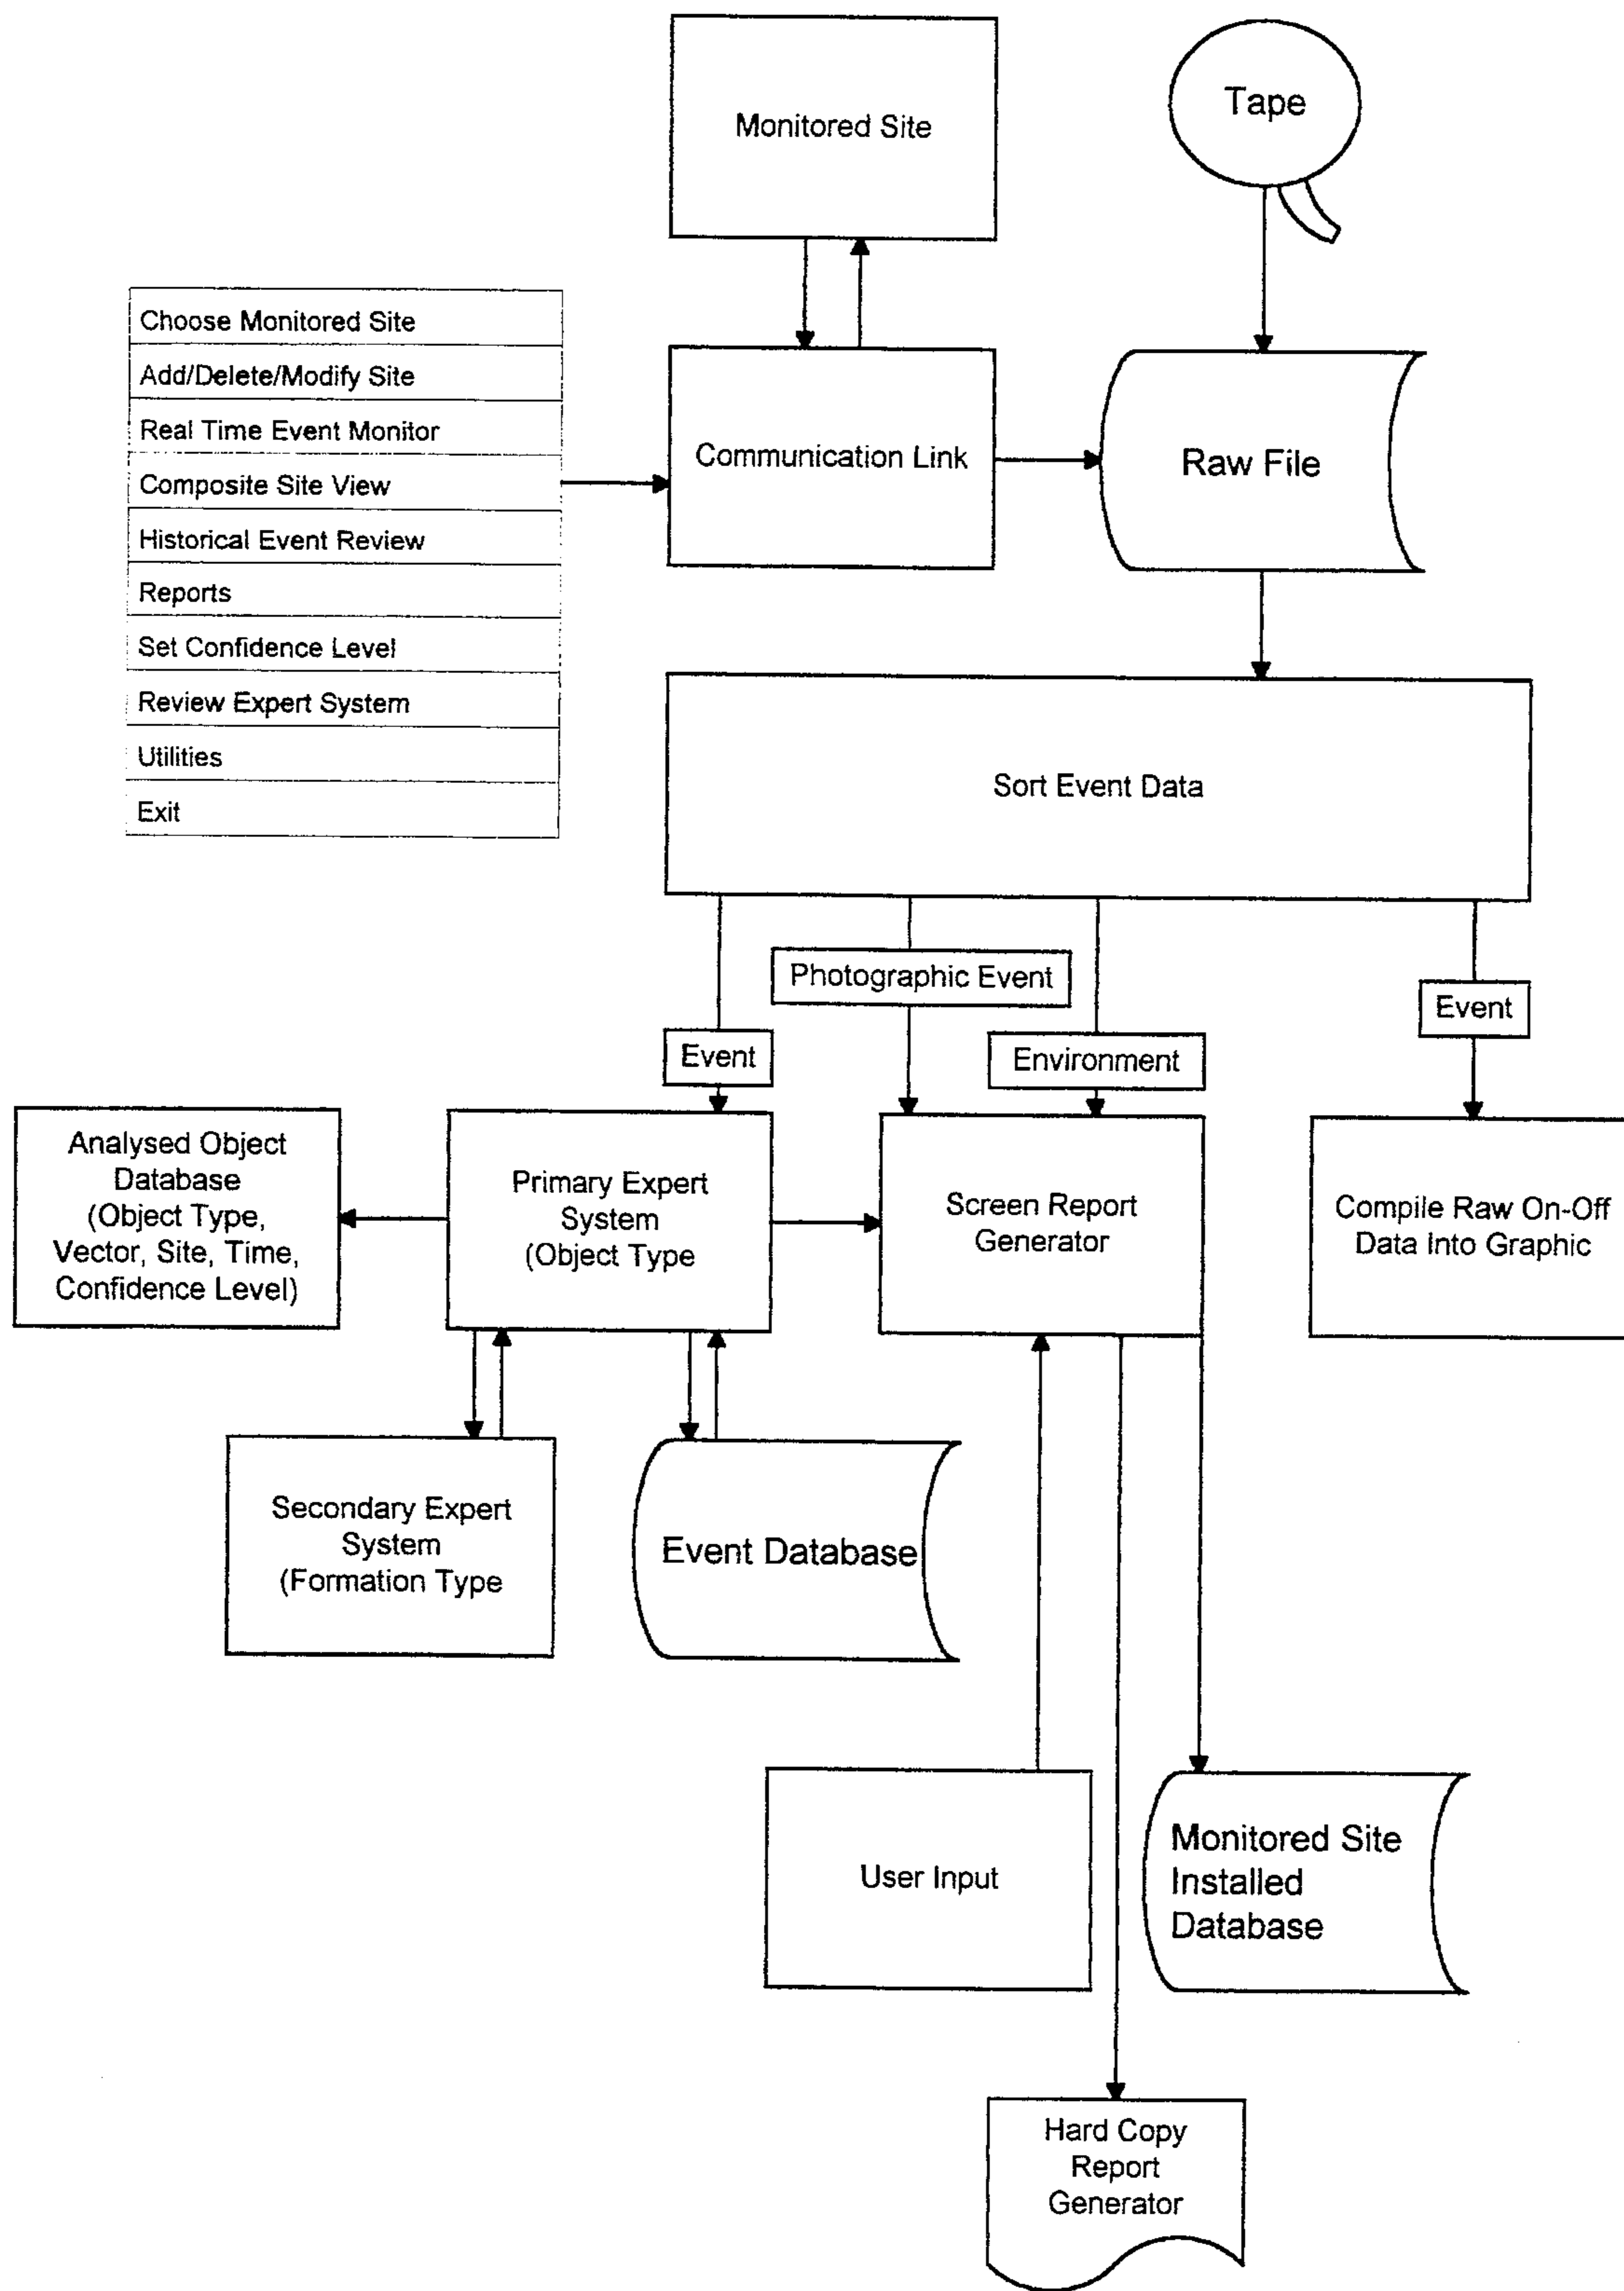 Monitored Site
Tape
Choose Monitored Site
Add/Delete/Modify Site
Real Time Event Monitor
Composite Site View
Historical Event Review
Reports
Set Confidence Level
Review Expert System
Utilities
Exit
Communication Link
Raw File
Sort Event Data
Photographic Event
Event
Event
Environment
Analysed Object
Database
(Object Type,
Vector, Site, Time,
Confidence Level)
Primary Expert
System
(Object Type
Screen Report
Generator
Compile Raw On-Off
Data Into Graphic
Secondary Expert
System
(Formation Type
Event Database
User Input
Monitored Site
Installed
Database
Hard Copy
Report
Generator